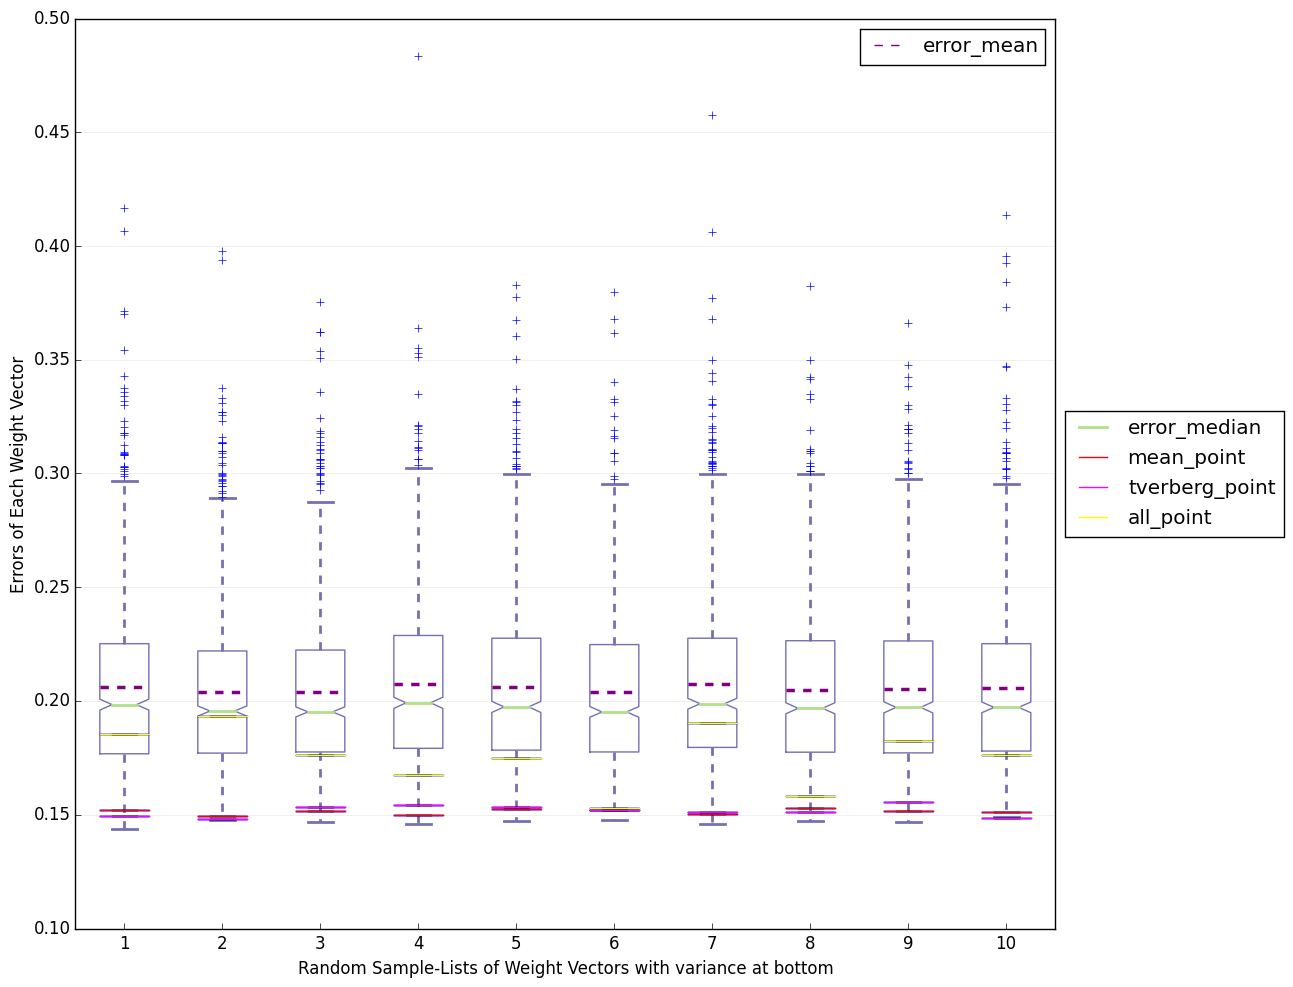 0.50
0.45
0.40
0.35
0.30
0.25
0.20
0.15
0.10
Errors of Each Weight Vector
1 2 3 4 5 6 7 8 9 10
Random Sample-Lists of Weight Vectors with variance at bottom
error_mean
error_median
mean_point
tverberg_point
all_point